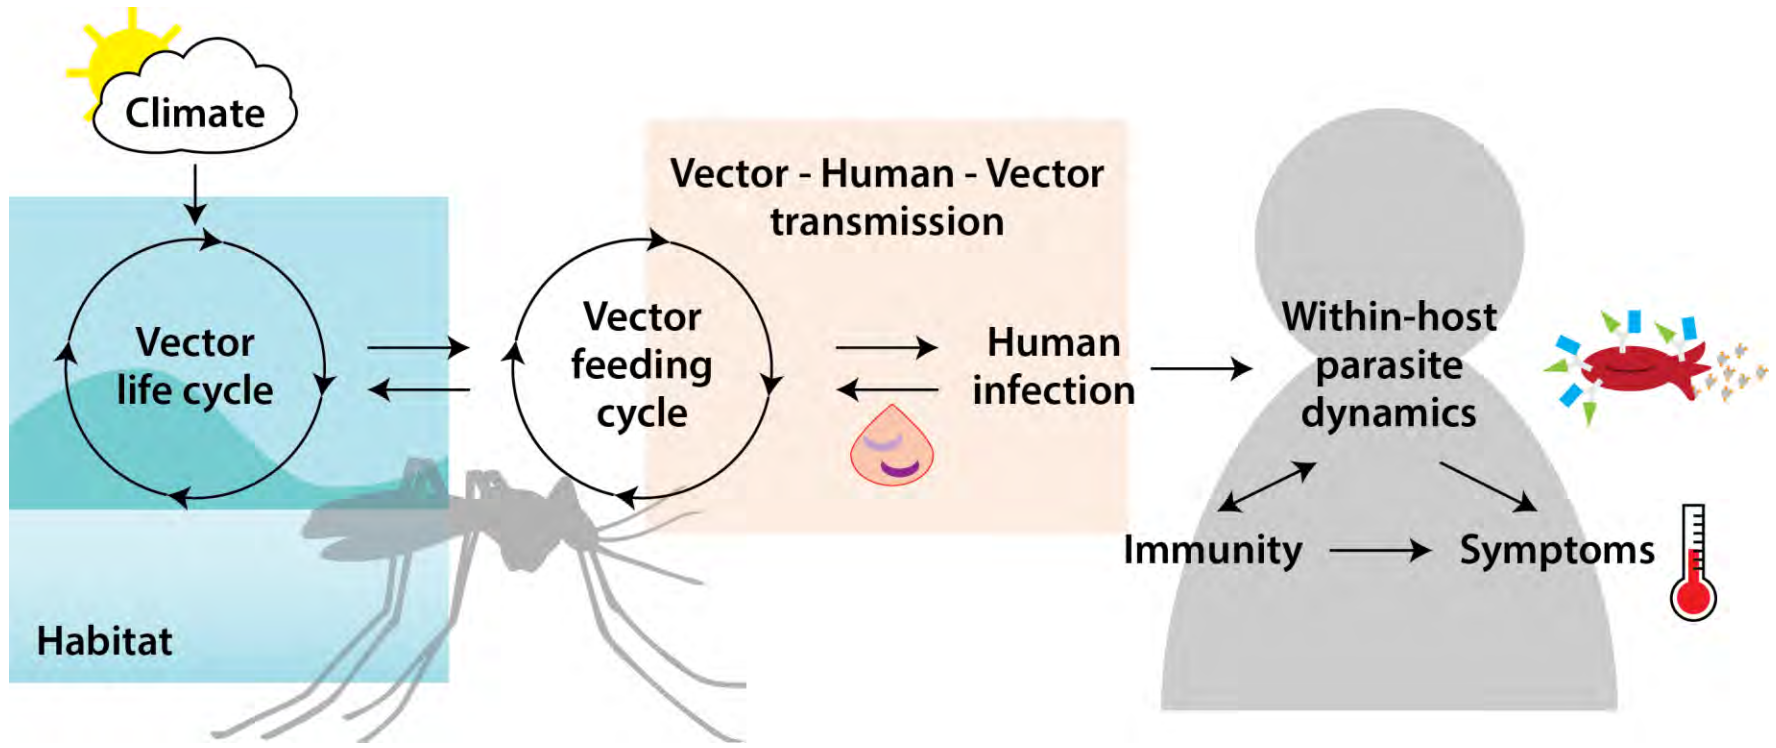 Climate
Vector - Human - Vector
transmission
Vector
life cycle
Vector
feeding
cycle
Human
infection
Within-host
parasite
dynamics
Immunity
Symptoms
Habitat